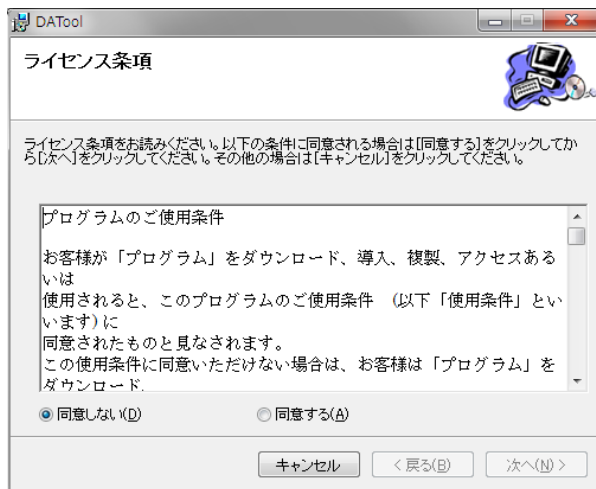 DATool
ライセンス条項
ライセンス条項をお読みください。以下の条件に同意される場合は[同意する]をクリックしてか
ら[次へ]をクリックしてください。その他の場合は[キャンセル]をクリックしてください。
プログラムのご使用条件
お客様が「プログラム」をダウンロード、導入、複製、アクセスある
いは
使用されると、このプログラムのご使用条件 (以下「使用条件」とい
います)に
同意されたものと見なされます。
この使用条件に同意いただけない場合は、お客様は「プログラム」を
ダウンロード、
同意しない(D) 同意する(A)
キャンセル < 戻る(B) 次へ(N) >